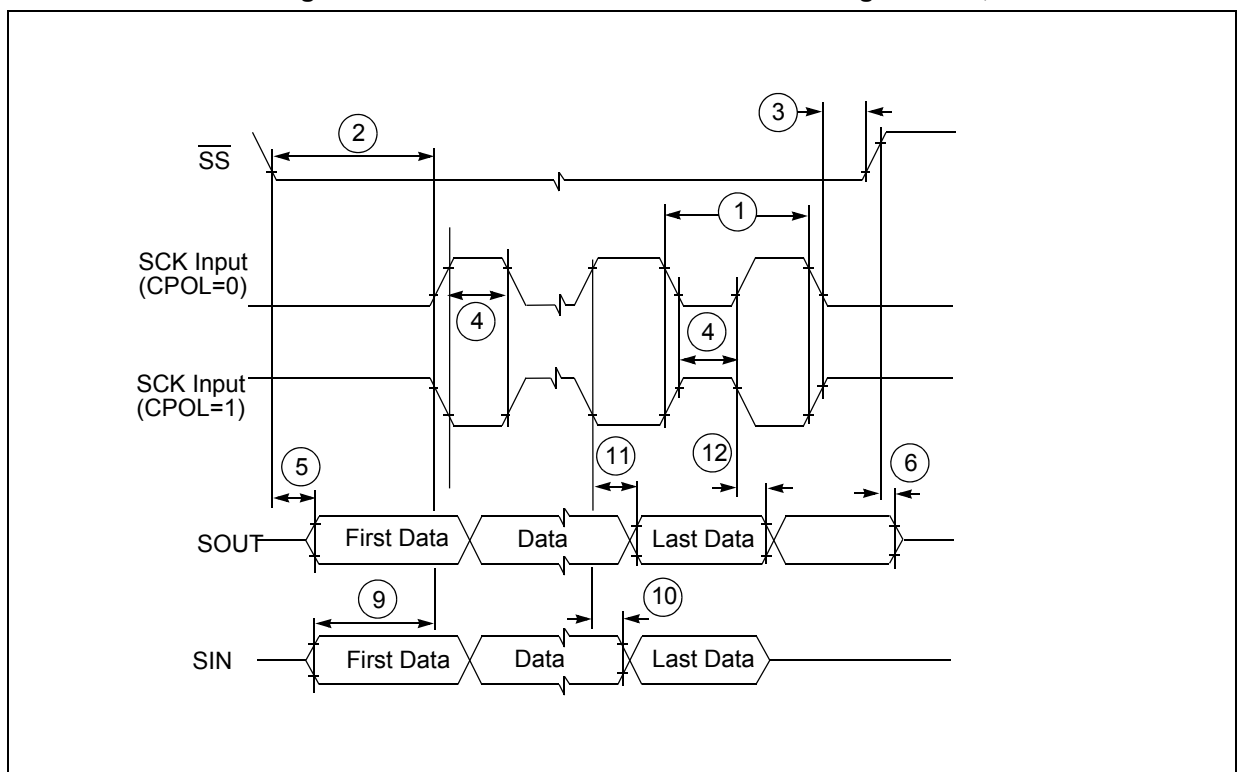 2
3
SS
1
SCK Input
(CPOL=0)
4
4
SCK Input
(CPOL=1)
5
11
12
6
SOUT
First Data
Data
Last Data
9
10
SIN
First Data
Data
Last Data